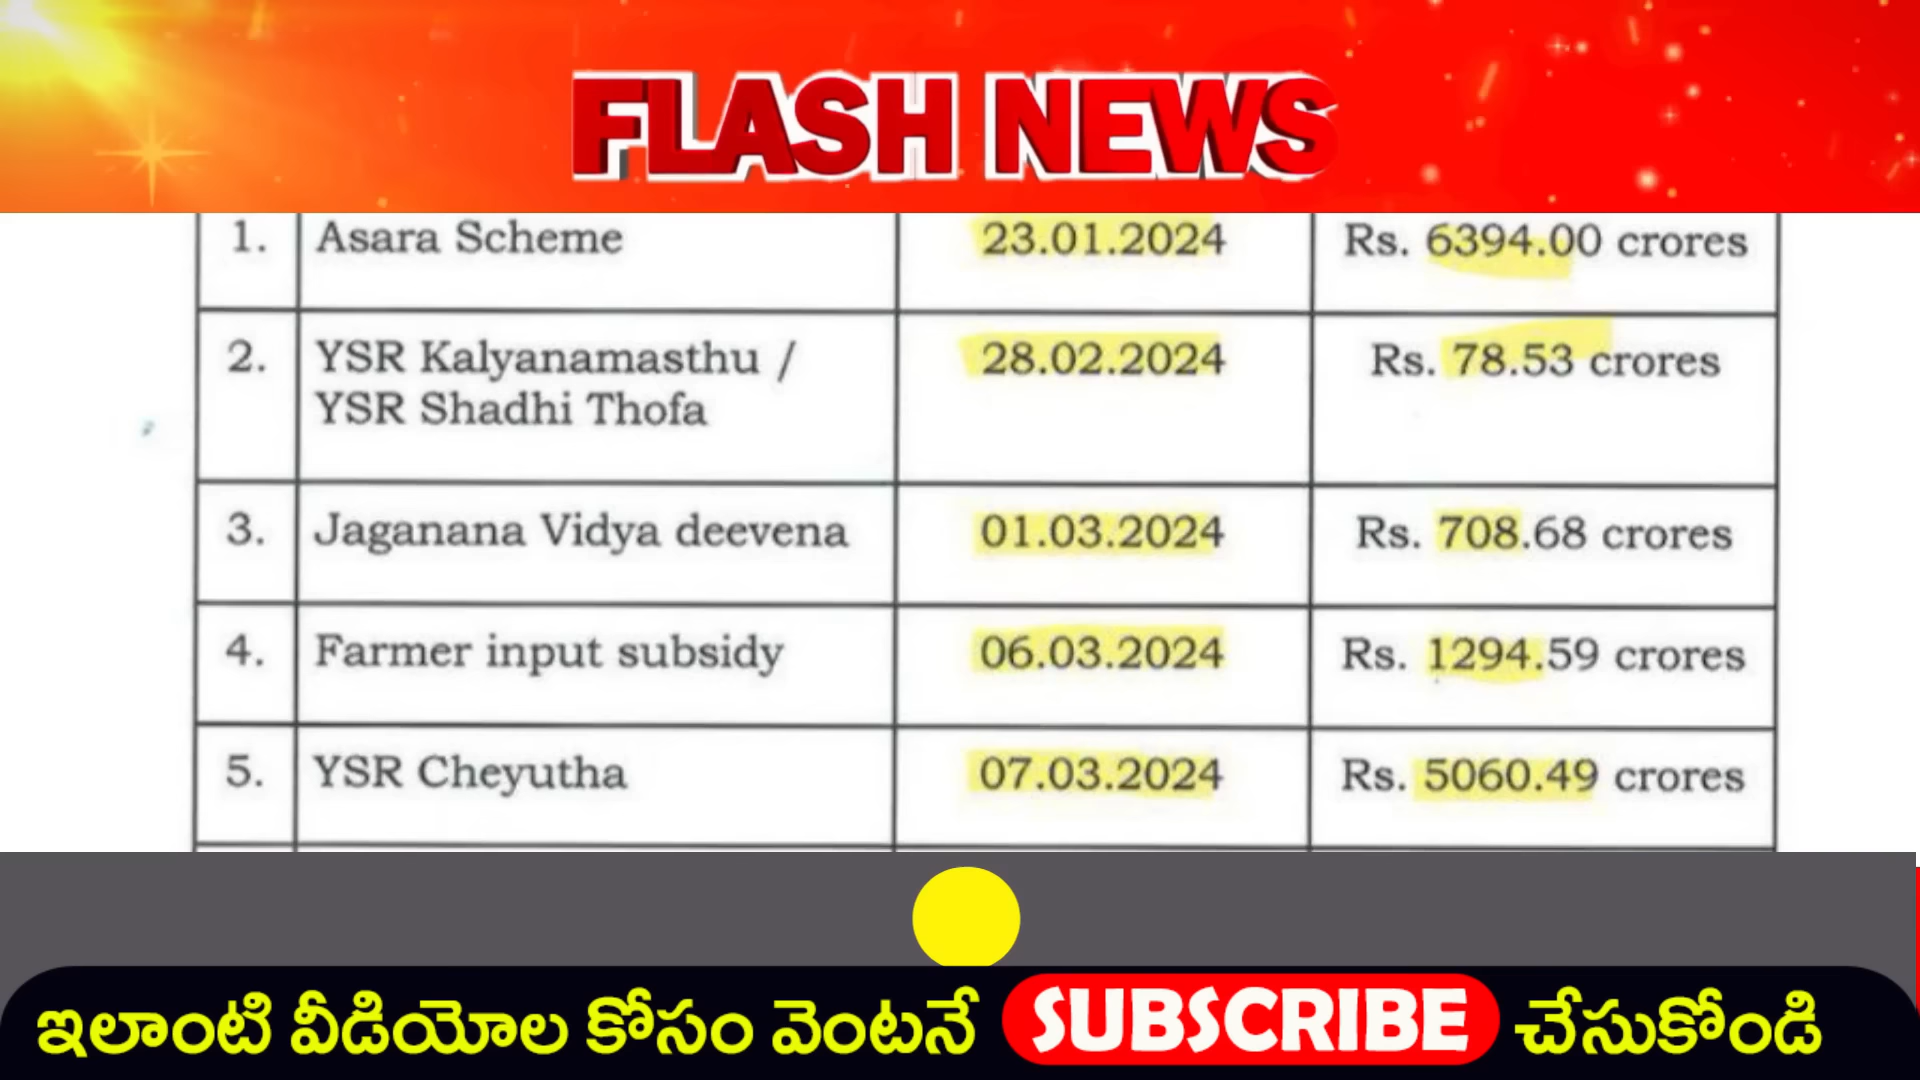 FLASH NEWS
1. Asara Scheme 23.01.2024 Rs. 6394.00 crores
2. YSR Kalyanamasthu / 28.02.2024 Rs. 78.53 crores
YSR Shadhi Thofa
3. Jaganana Vidya deevena 01.03.2024 Rs. 708.68 crores
4. Farmer input subsidy 06.03.2024 Rs. 1294.59 crores
5. YSR Cheyutha 07.03.2024 Rs. 5060.49 crores
ఇలాంటి వీడియోల కోసం వెంటనే SUBSCRIBE చేసుకోండి